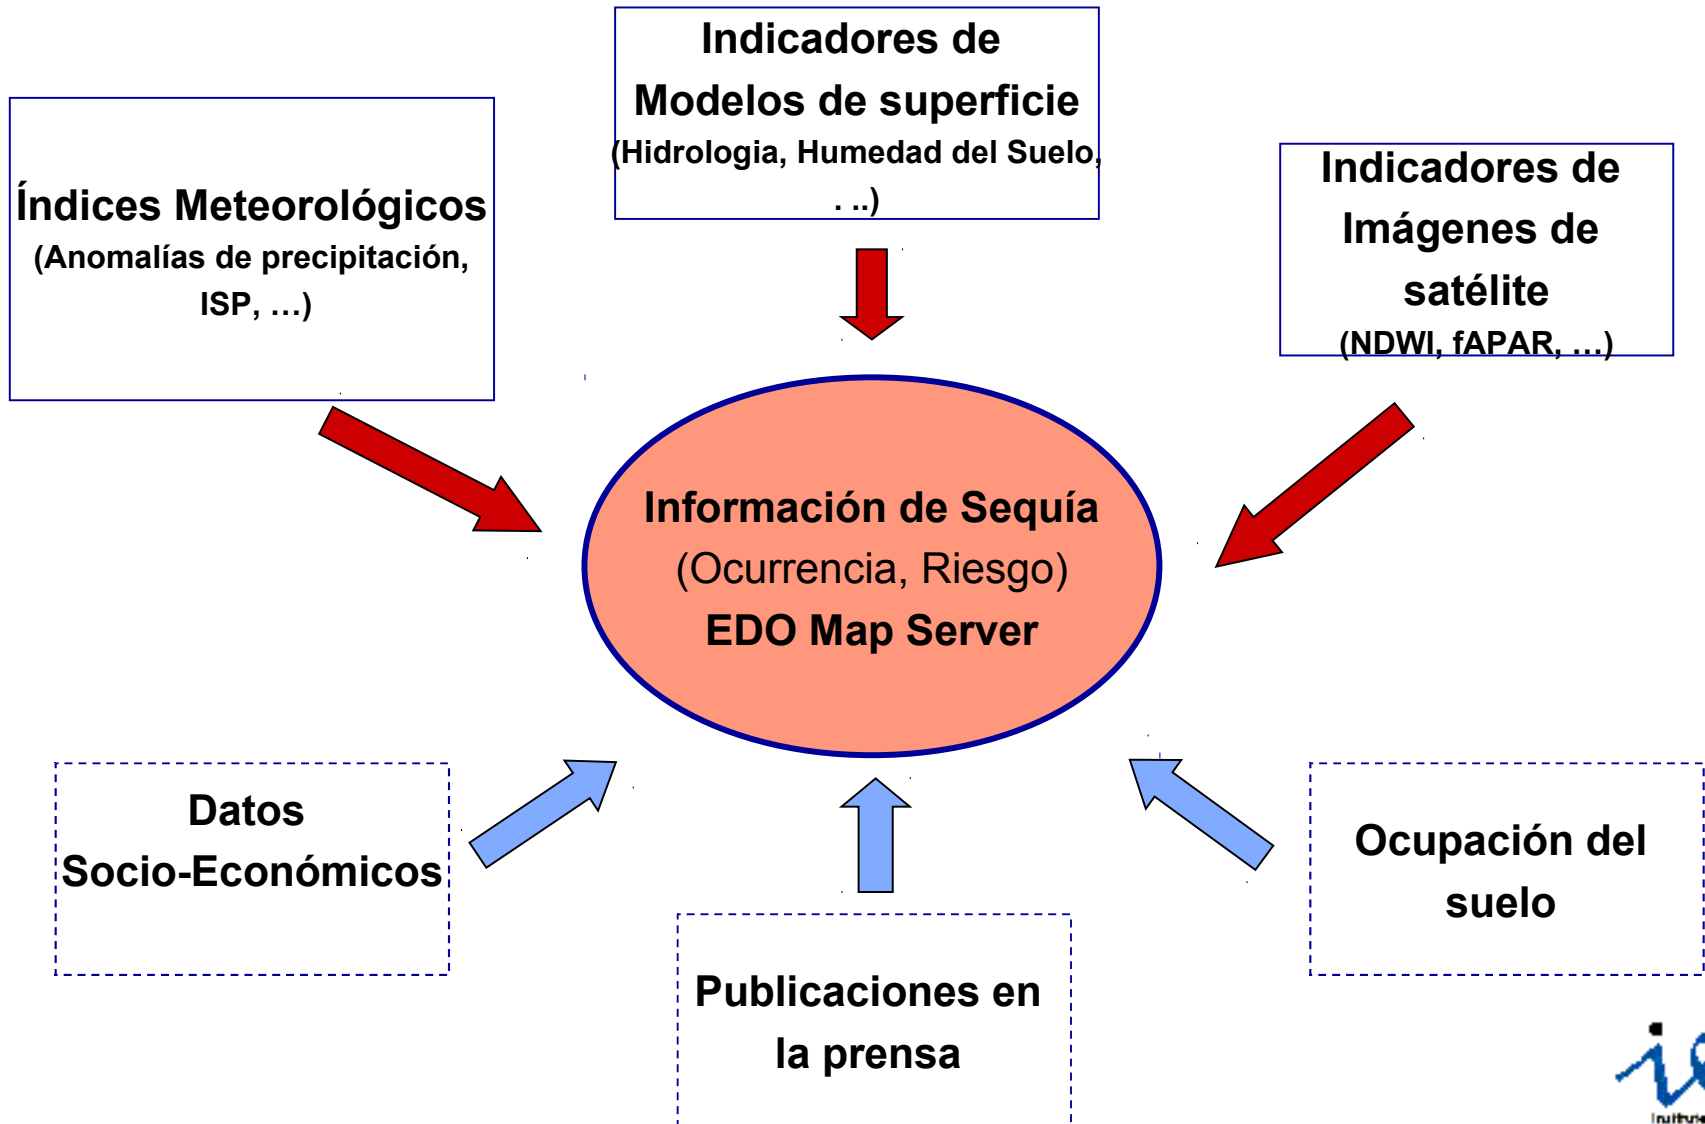 Indicadores de
Modelos de superficie
(Hidrologia, Humedad del Suelo,
. ..)
Índices Meteorológicos
(Anomalías de precipitación,
ISP, …)
Indicadores de
Imágenes de
satélite
(NDWI, fAPAR, …)
Información de Sequía
(Ocurrencia, Riesgo)
EDO Map Server
Datos
Socio-Económicos
Publicaciones en
la prensa
Ocupación del
suelo